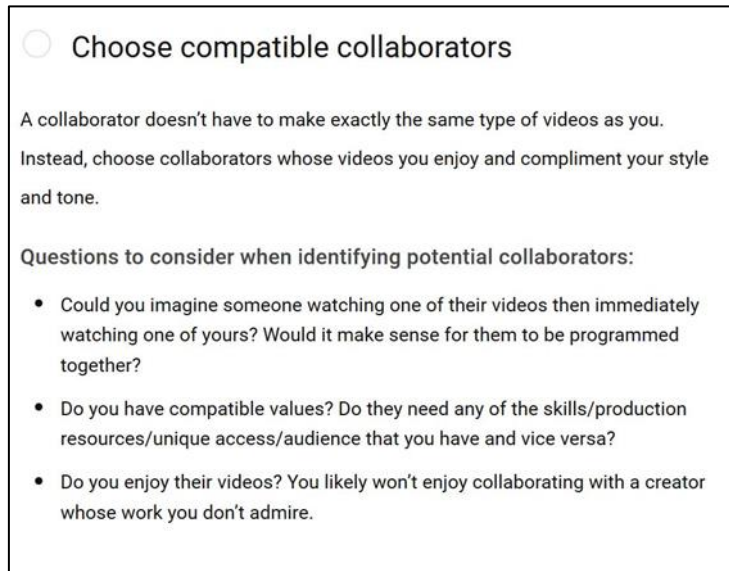 Choose compatible collaborators
A collaborator doesn't have to make exactly the same type of videos as you.
Instead, choose collaborators whose videos you enjoy and compliment your style
and tone.
Questions to consider when identifying potential collaborators:
• Could you imagine someone watching one of their videos then immediately
watching one of yours? Would it make sense for them to be programmed
together?
• Do you have compatible values? Do they need any of the skills/production
resources/unique access/audience that you have and vice versa?
• Do you enjoy their videos? You likely won't enjoy collaborating with a creator
whose work you don't admire.